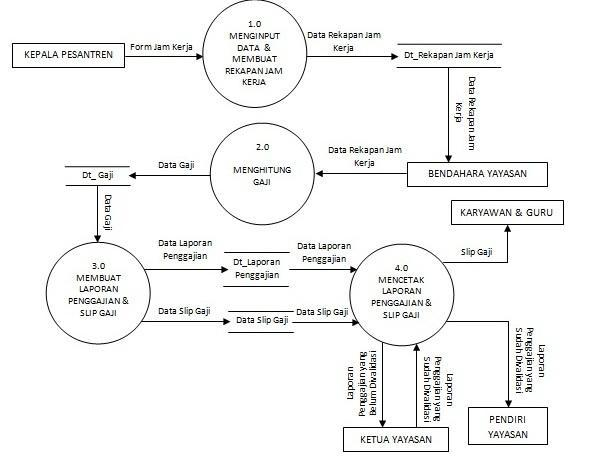 1.0
MENGINPUT
DATA &
MEMBUAT
REKAPAN JAM
KERJA
KEPALA PESANTREN
Form Jam Kerja
Data Rekapan Jam
Kerja
Dt_Rekapan Jam Kerja
Data Rekapan Jam
Kerja
2.0
MENGHITUNG
GAJI
Data Rekapan Jam
Kerja
BENDAHARA YAYASAN
Data Gaji
Dt_ Gaji
Data Gaji
KARYAWAN & GURU
Slip Gaji
3.0
MEMBUAT
LAPORAN
PENGGAJIAN &
SLIP GAJI
Data Laporan
Penggajian
Dt_Laporan
Penggajian
Data Laporan
Penggajian
4.0
MENCETAK
LAPORAN
PENGGAJIAN &
SLIP GAJI
Data Slip Gaji
Data Slip Gaji
Data Slip Gaji
Laporan
Penggajian yang
Belum Divalidasi
Laporan
Penggajian yang
Sudah Divalidasi
Laporan
Penggajian yang
Sudah Divalidasi
KETUA YAYASAN
PENDIRI
YAYASAN